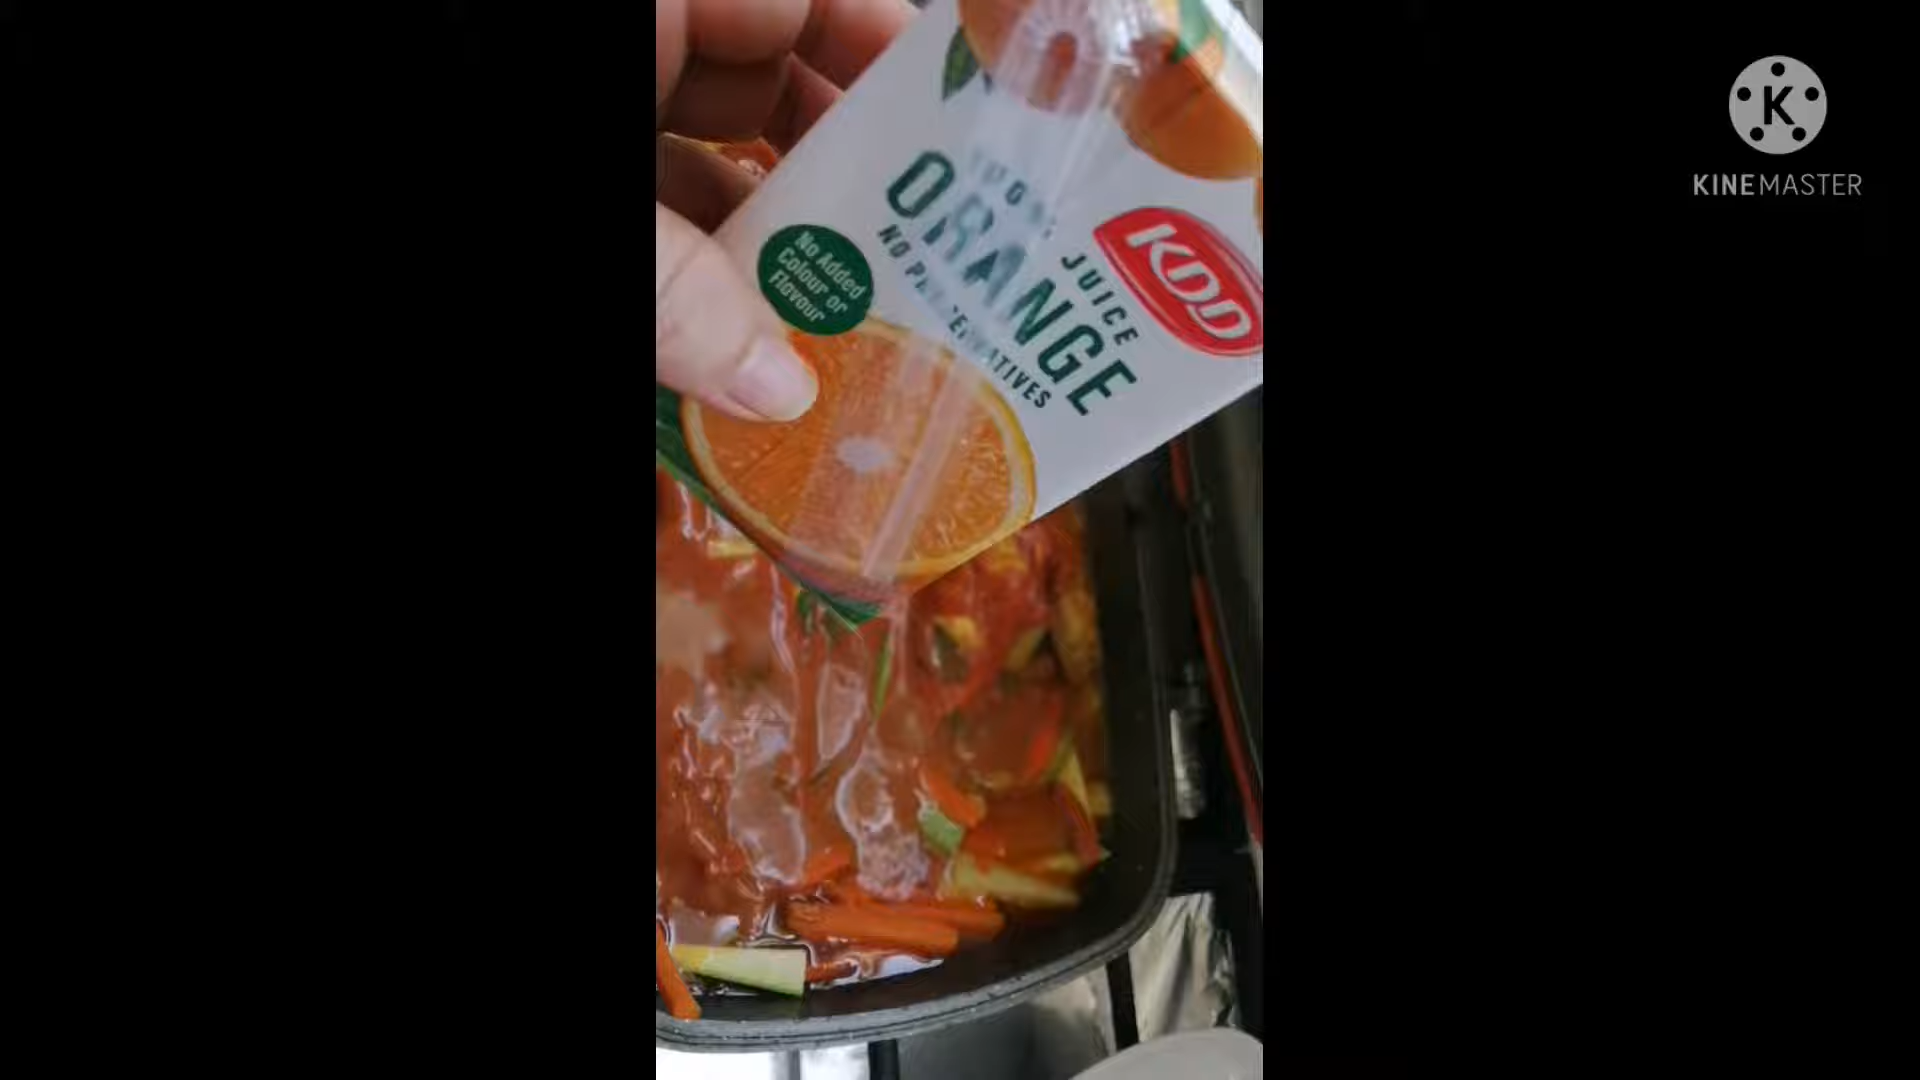 ORANGE
JUICE
KDD
NO PRESERVATIVES
No Added
Colour or
Flavour
K
KINEMASTER